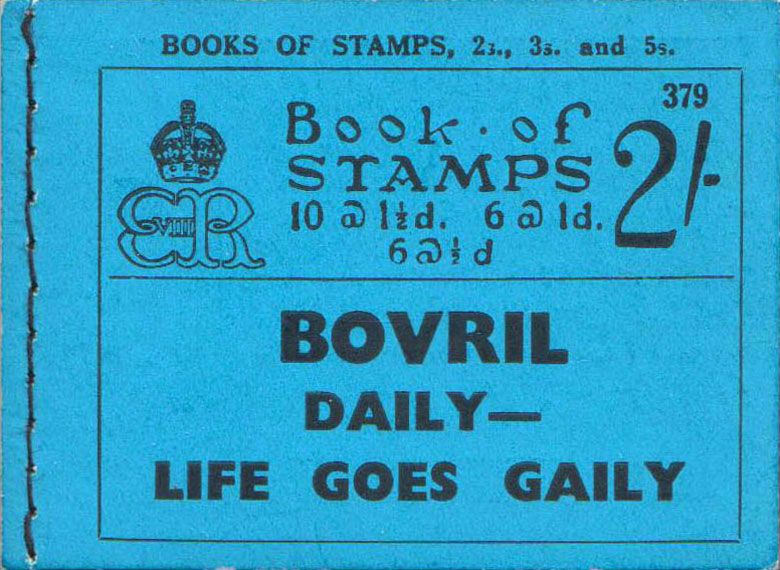 BOOKS OF STAMPS, 2s., 3s. and 5s.
379
Book · of
STAMPS
2/-
10 @ 1½d. 6 @ 1d.
6 @ ½ d
EVIIIR
BOVRIL
DAILY—
LIFE GOES GAILY